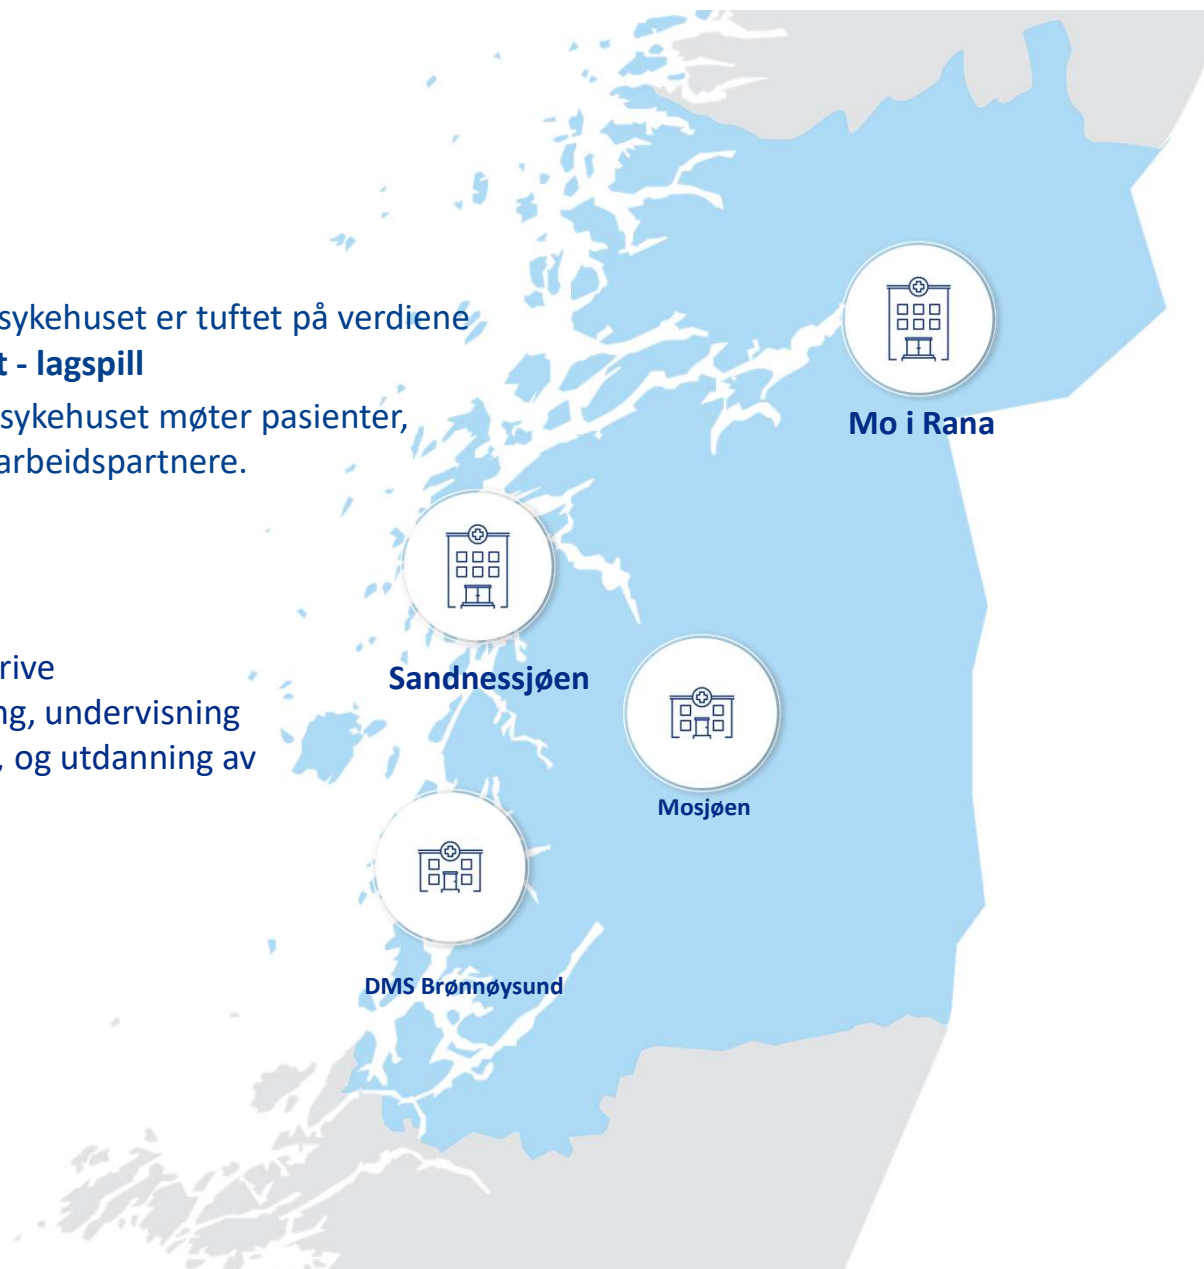 sykehuset er tuftet på verdiene
t - lagspill
sykehuset møter pasienter,
arbeidspartnere.
rive
ng, undervisning
, og utdanning av
Mo i Rana
Sandnessjøen
Mosjøen
DMS Brønnøysund